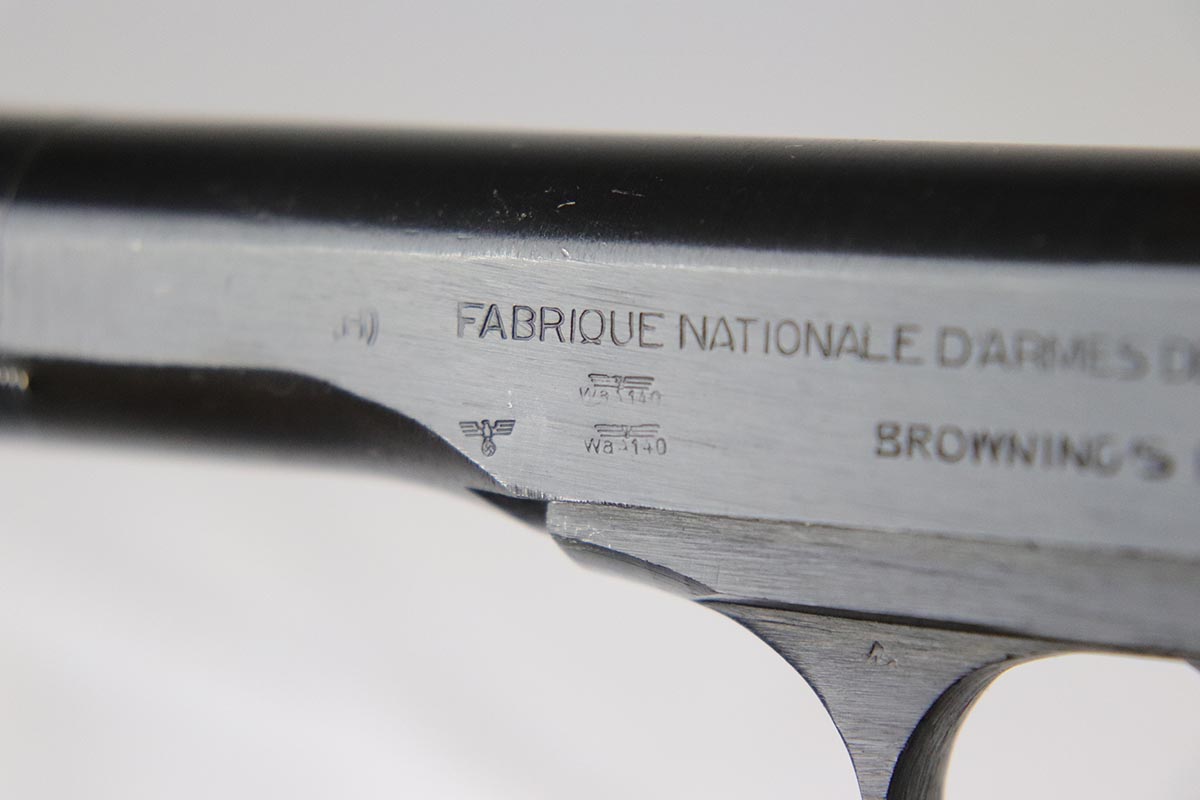 FABRIQUE NATIONALE D'ARMES D
WaA140
WaA140
BROWNING'S